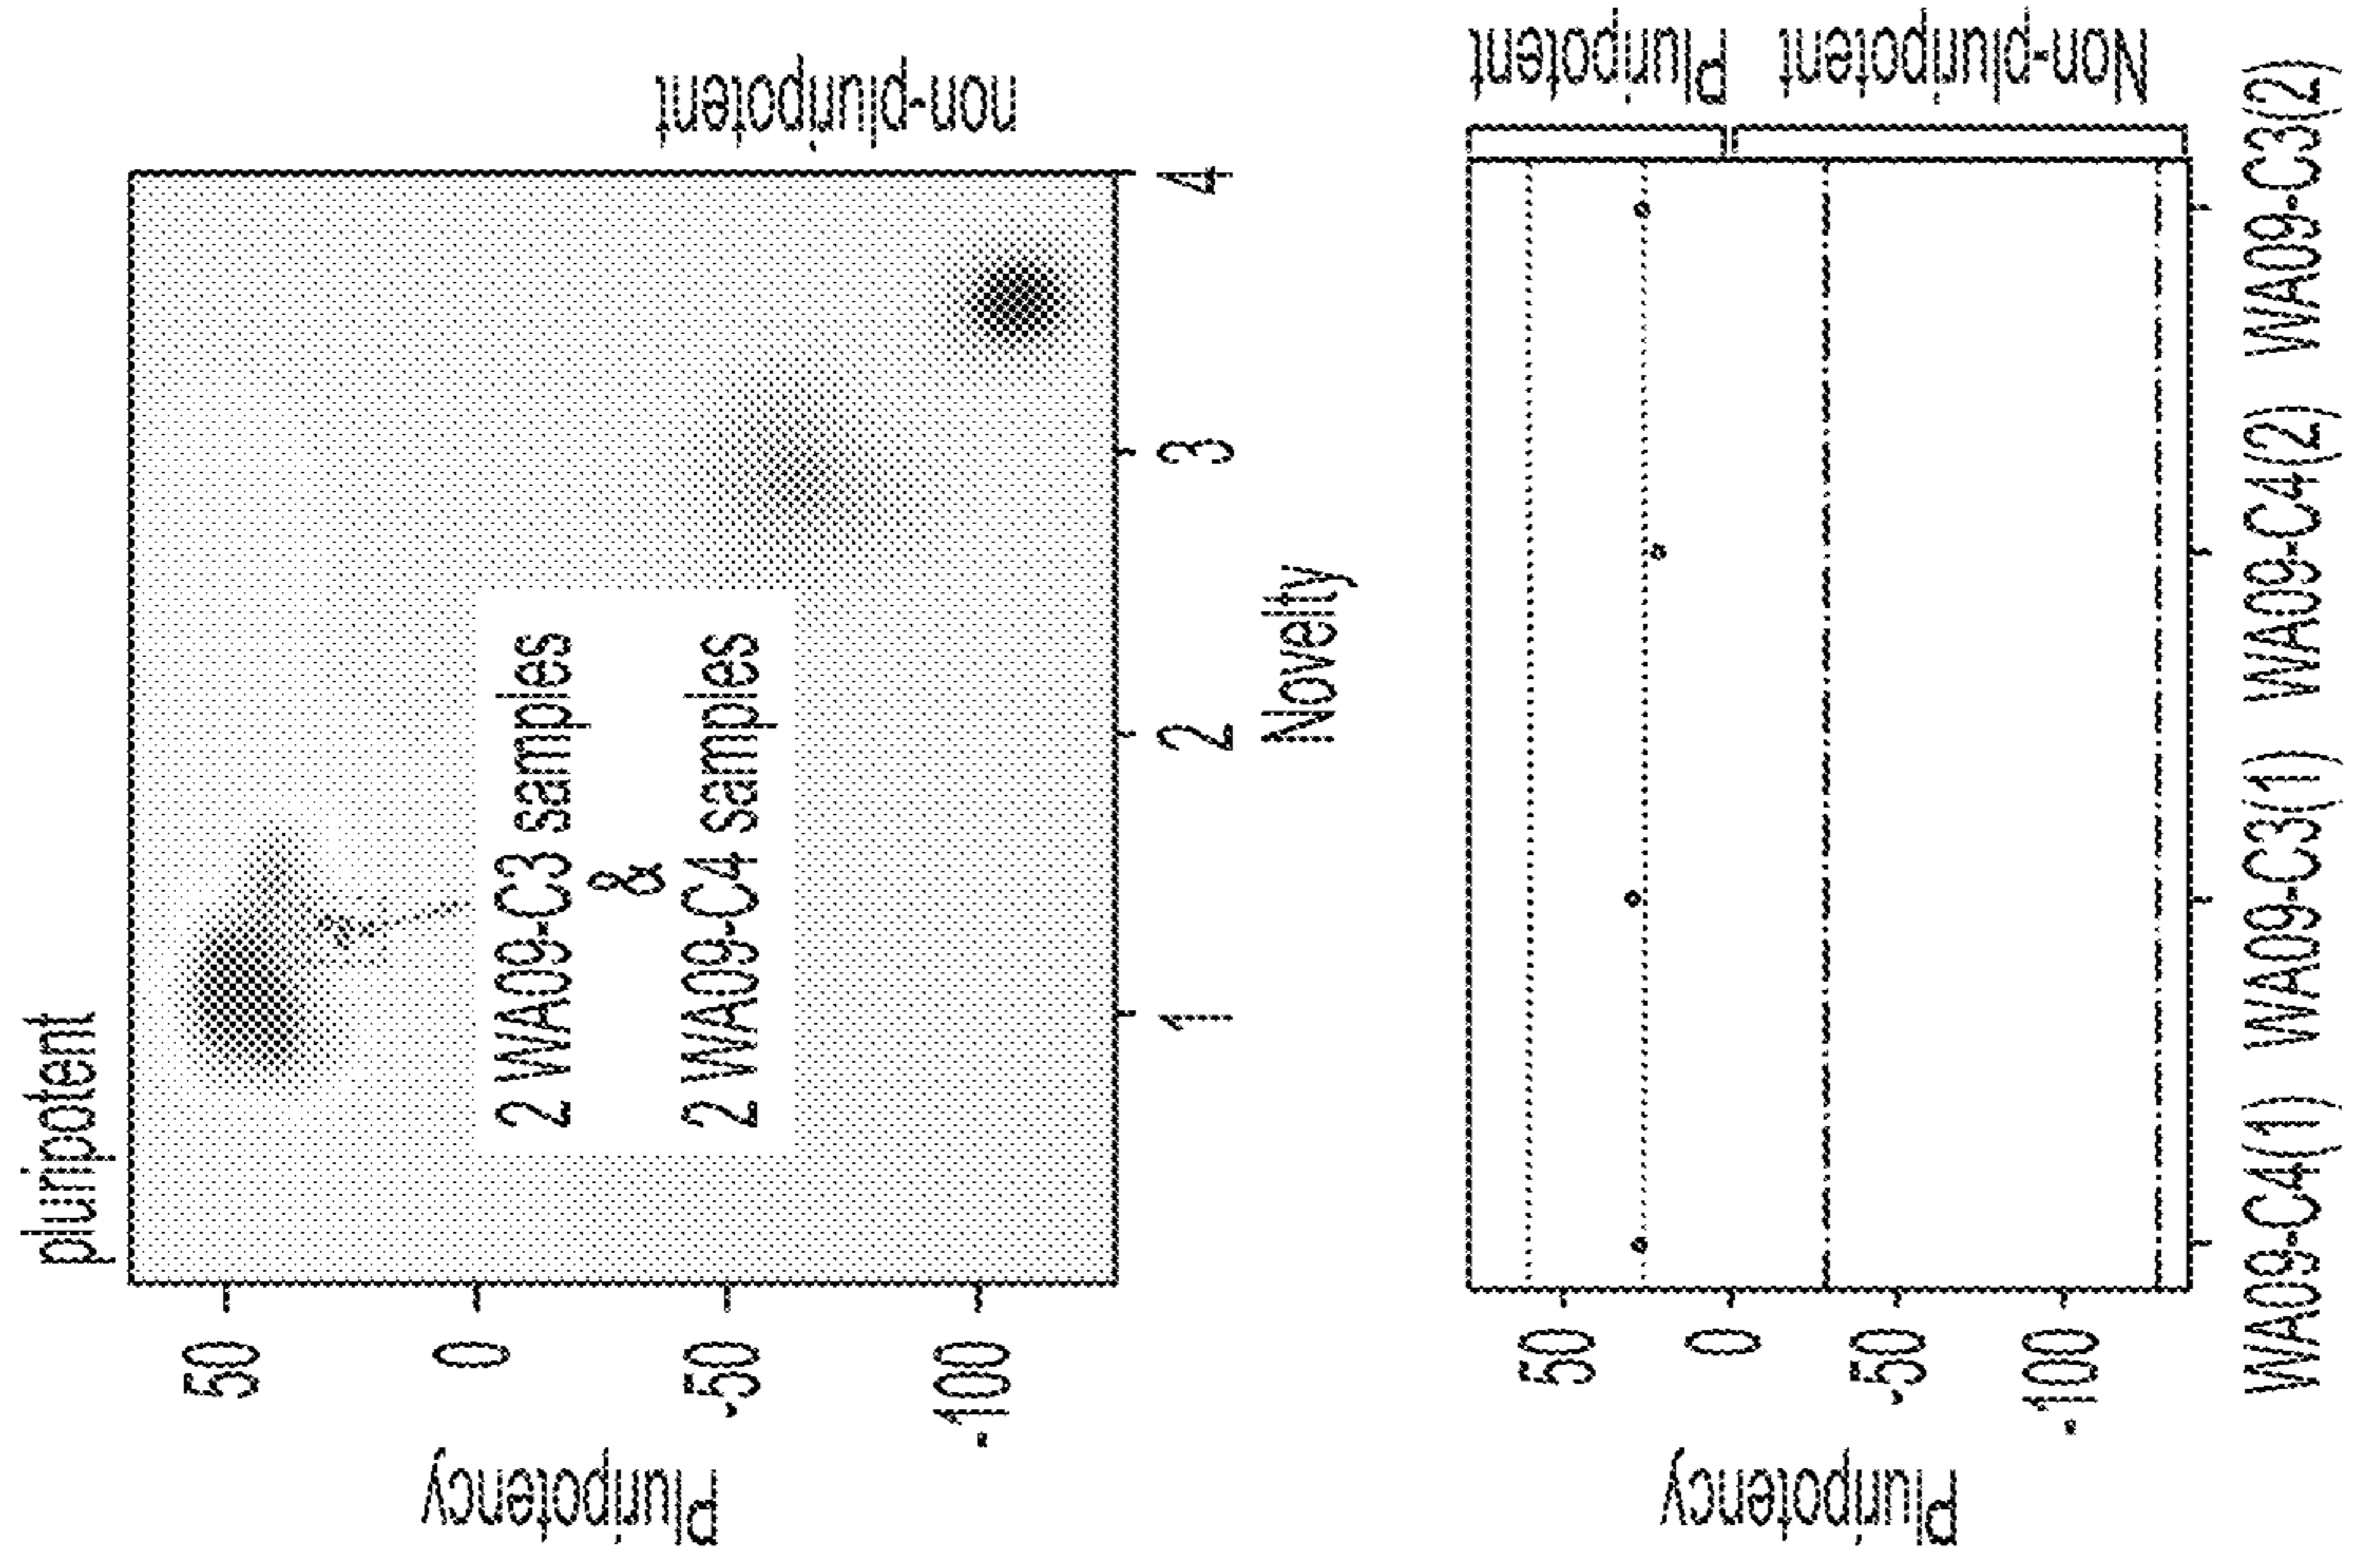 pluripotent
50
0
-50
-100
Pluripotency
2 WA09-C3 samples
&
2 WA09-C4 samples
non-pluripotent
1
2
3
4
Novelty
50
0
-50
-100
Pluripotency
Pluripotent
Non-pluripotent
WA09-C4(1) WA09-C3(1) WA09-C4(2) WA09-C3(2)